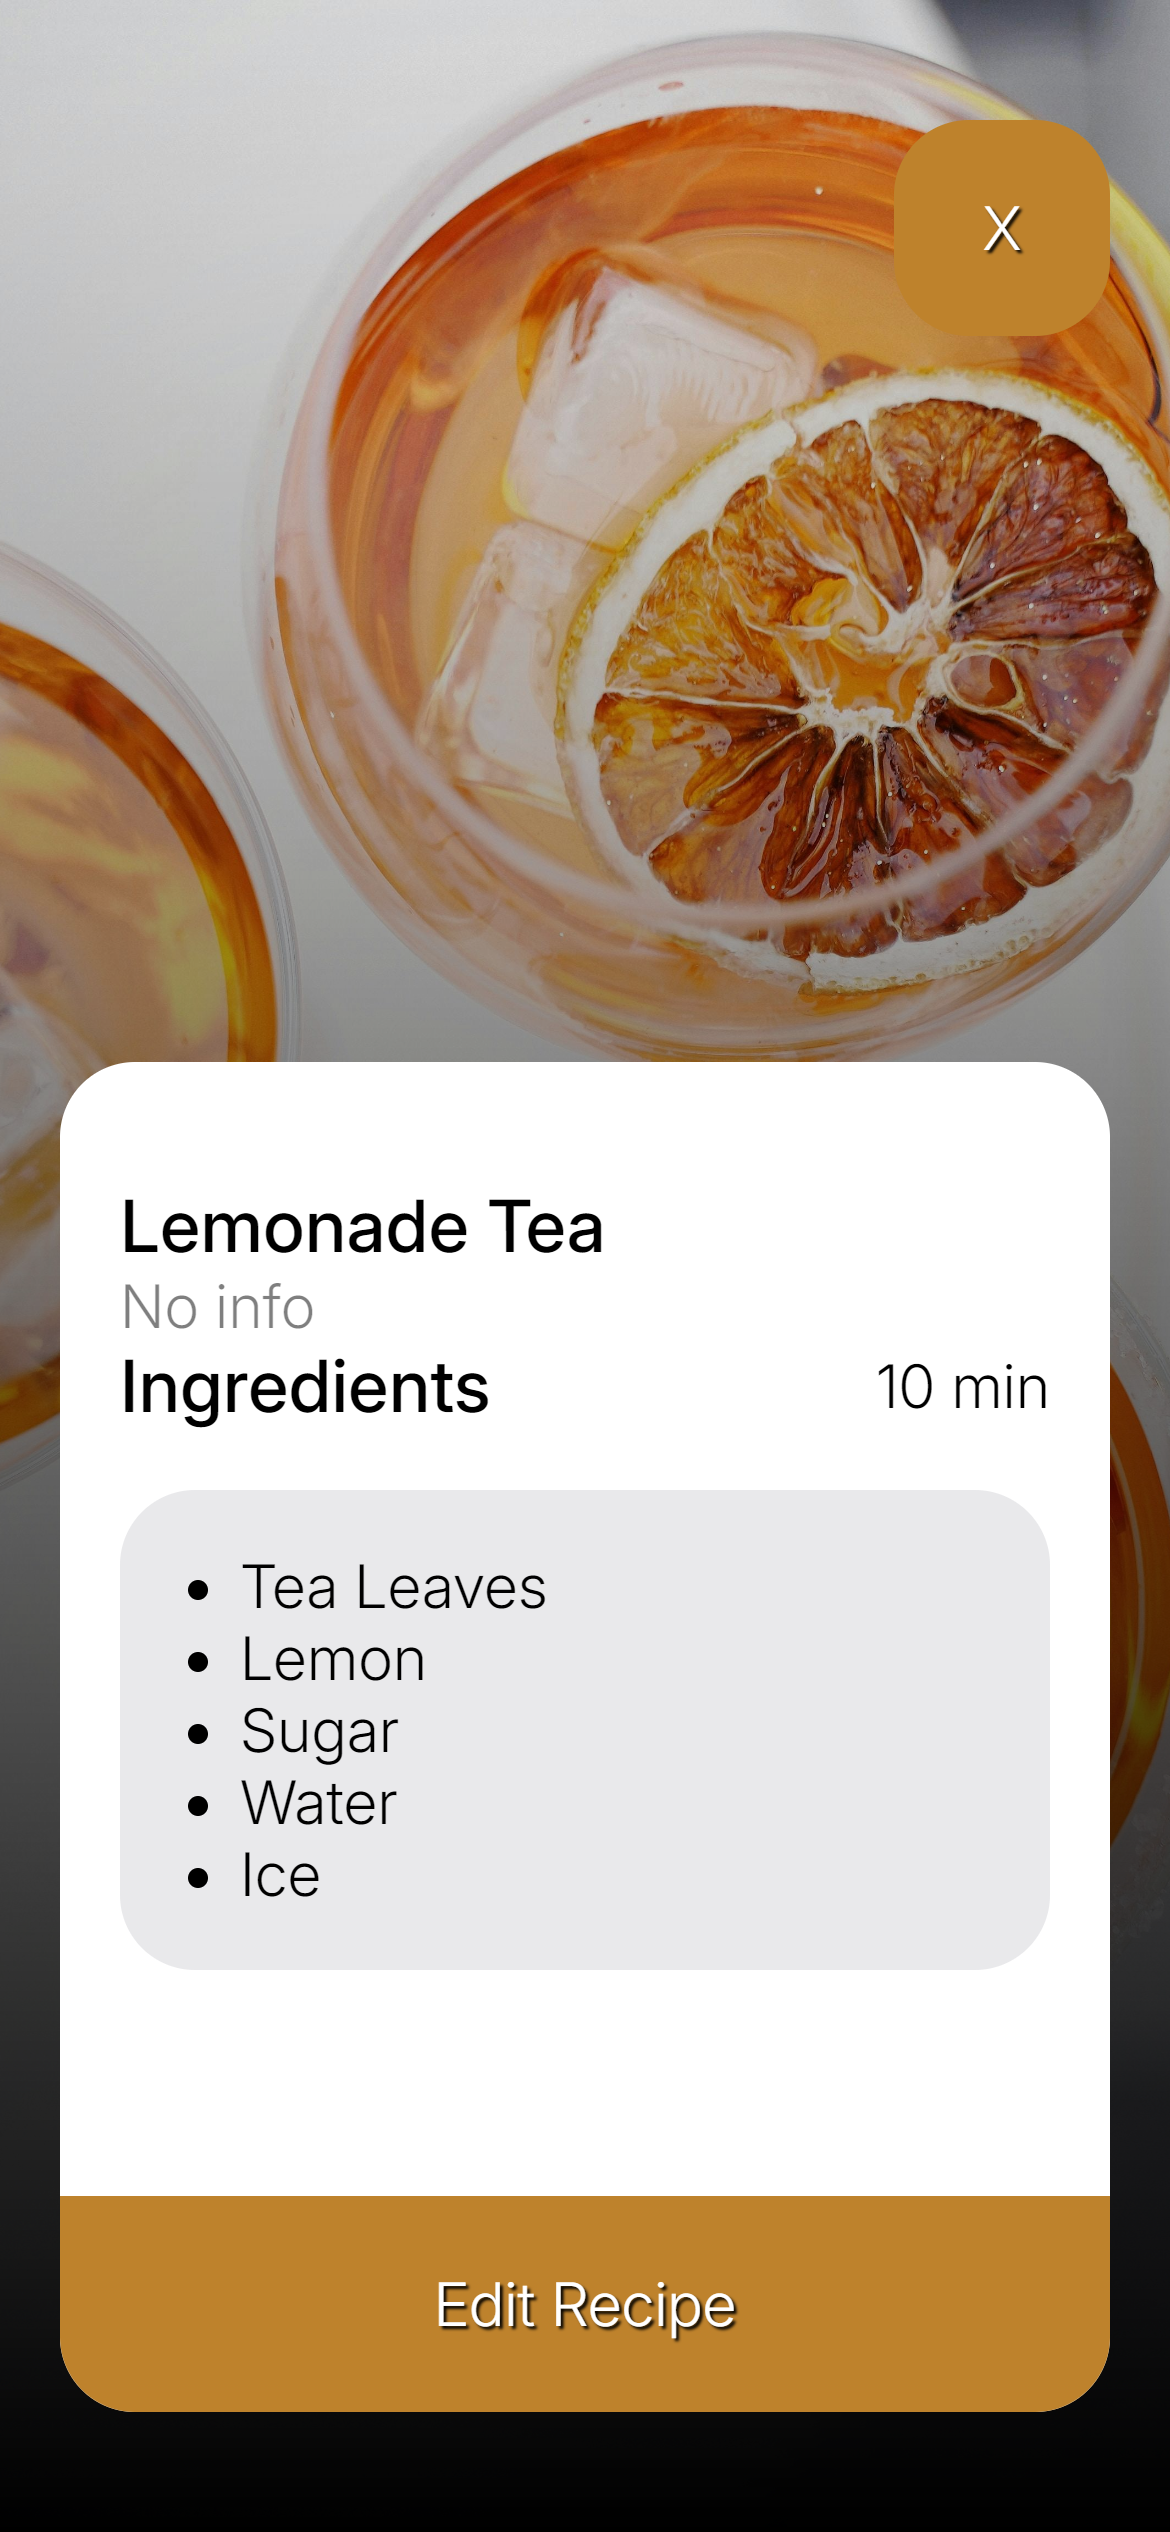 X
Lemonade Tea
No info
Ingredients 10 min
Tea Leaves
Lemon
Sugar
Water
Ice
Edit Recipe